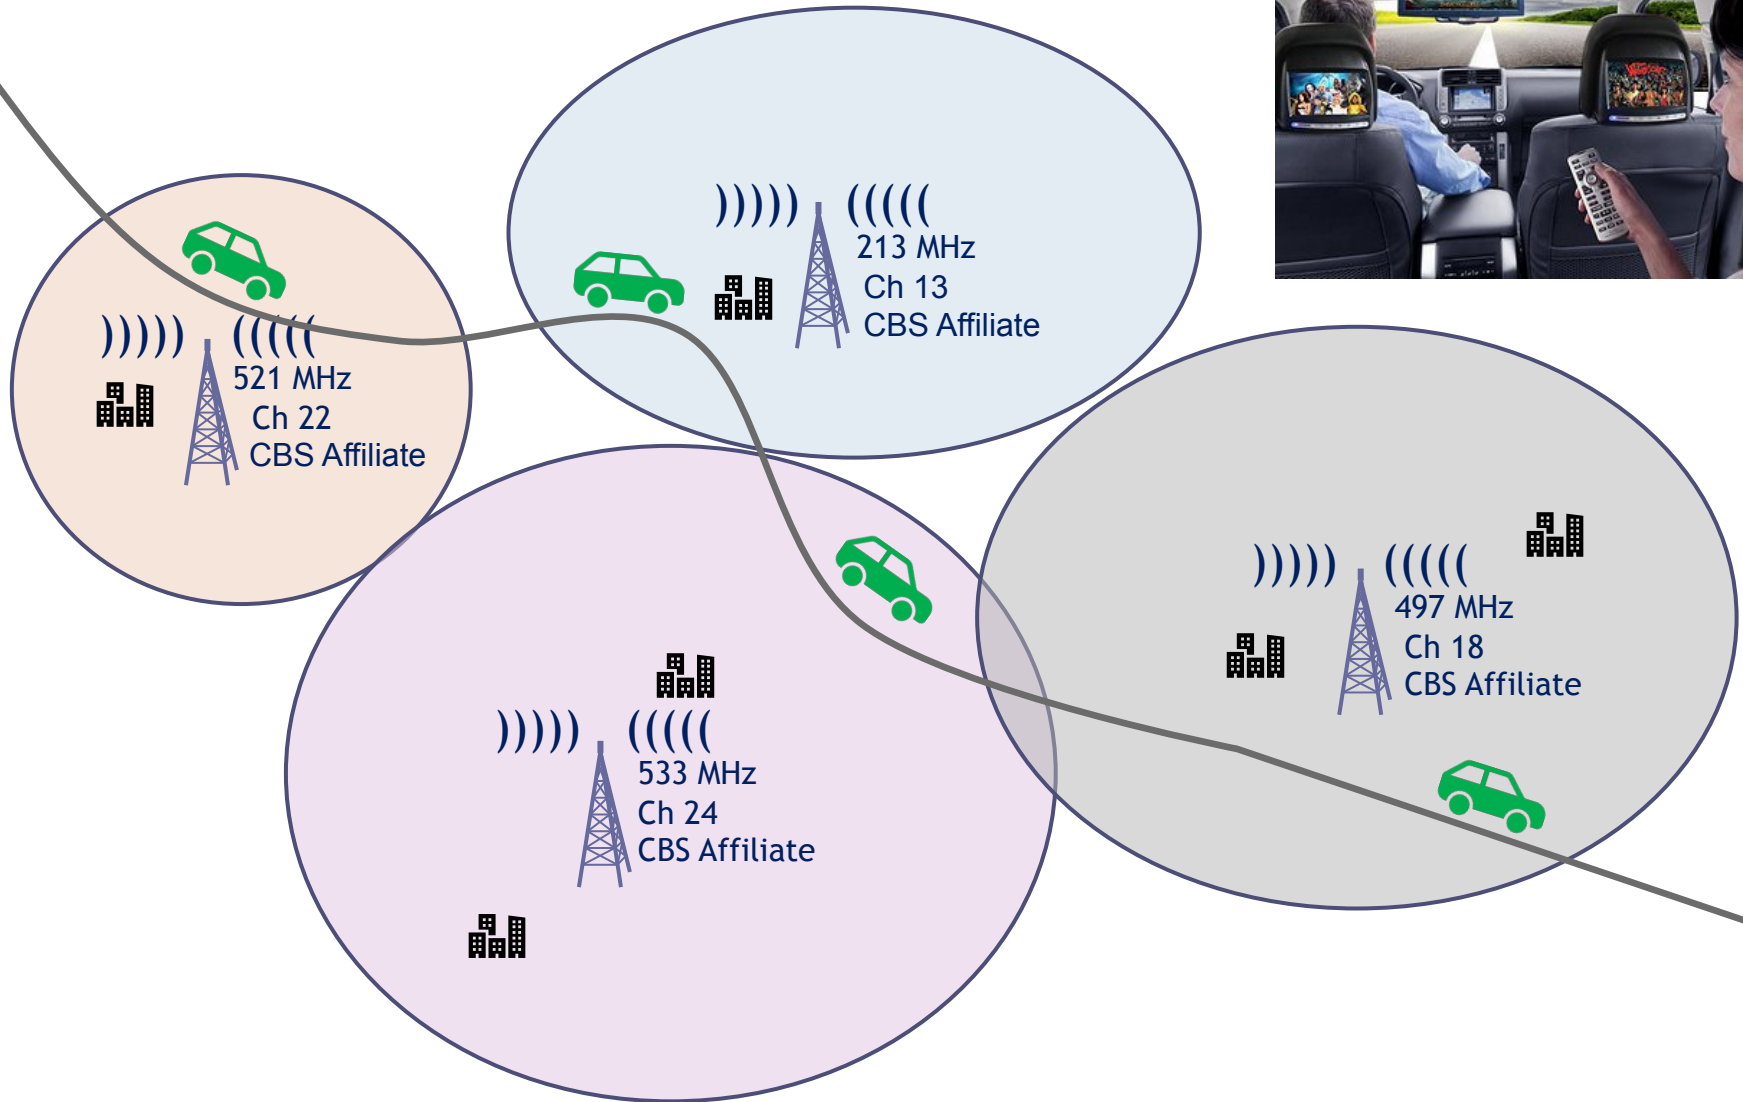 213 MHz
Ch 13
CBS Affiliate
521 MHz
Ch 22
CBS Affiliate
497 MHz
Ch 18
CBS Affiliate
533 MHz
Ch 24
CBS Affiliate